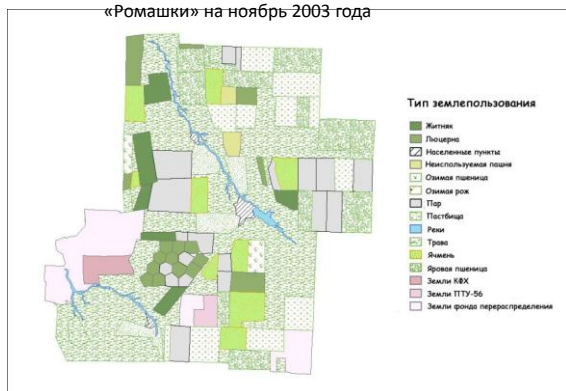 «Ромашки» на ноябрь 2003 года
Тип землепользования
Житняк
Люцерна
Населенные пункты
Неиспользуемая пашня
Озимая пшеница
Озимая рожь
Пар
Пастбища
Реки
Трава
Ячмень
Яровая пшеница
Земли КФХ
Земли ПТУ-56
Земли фонда перераспределения